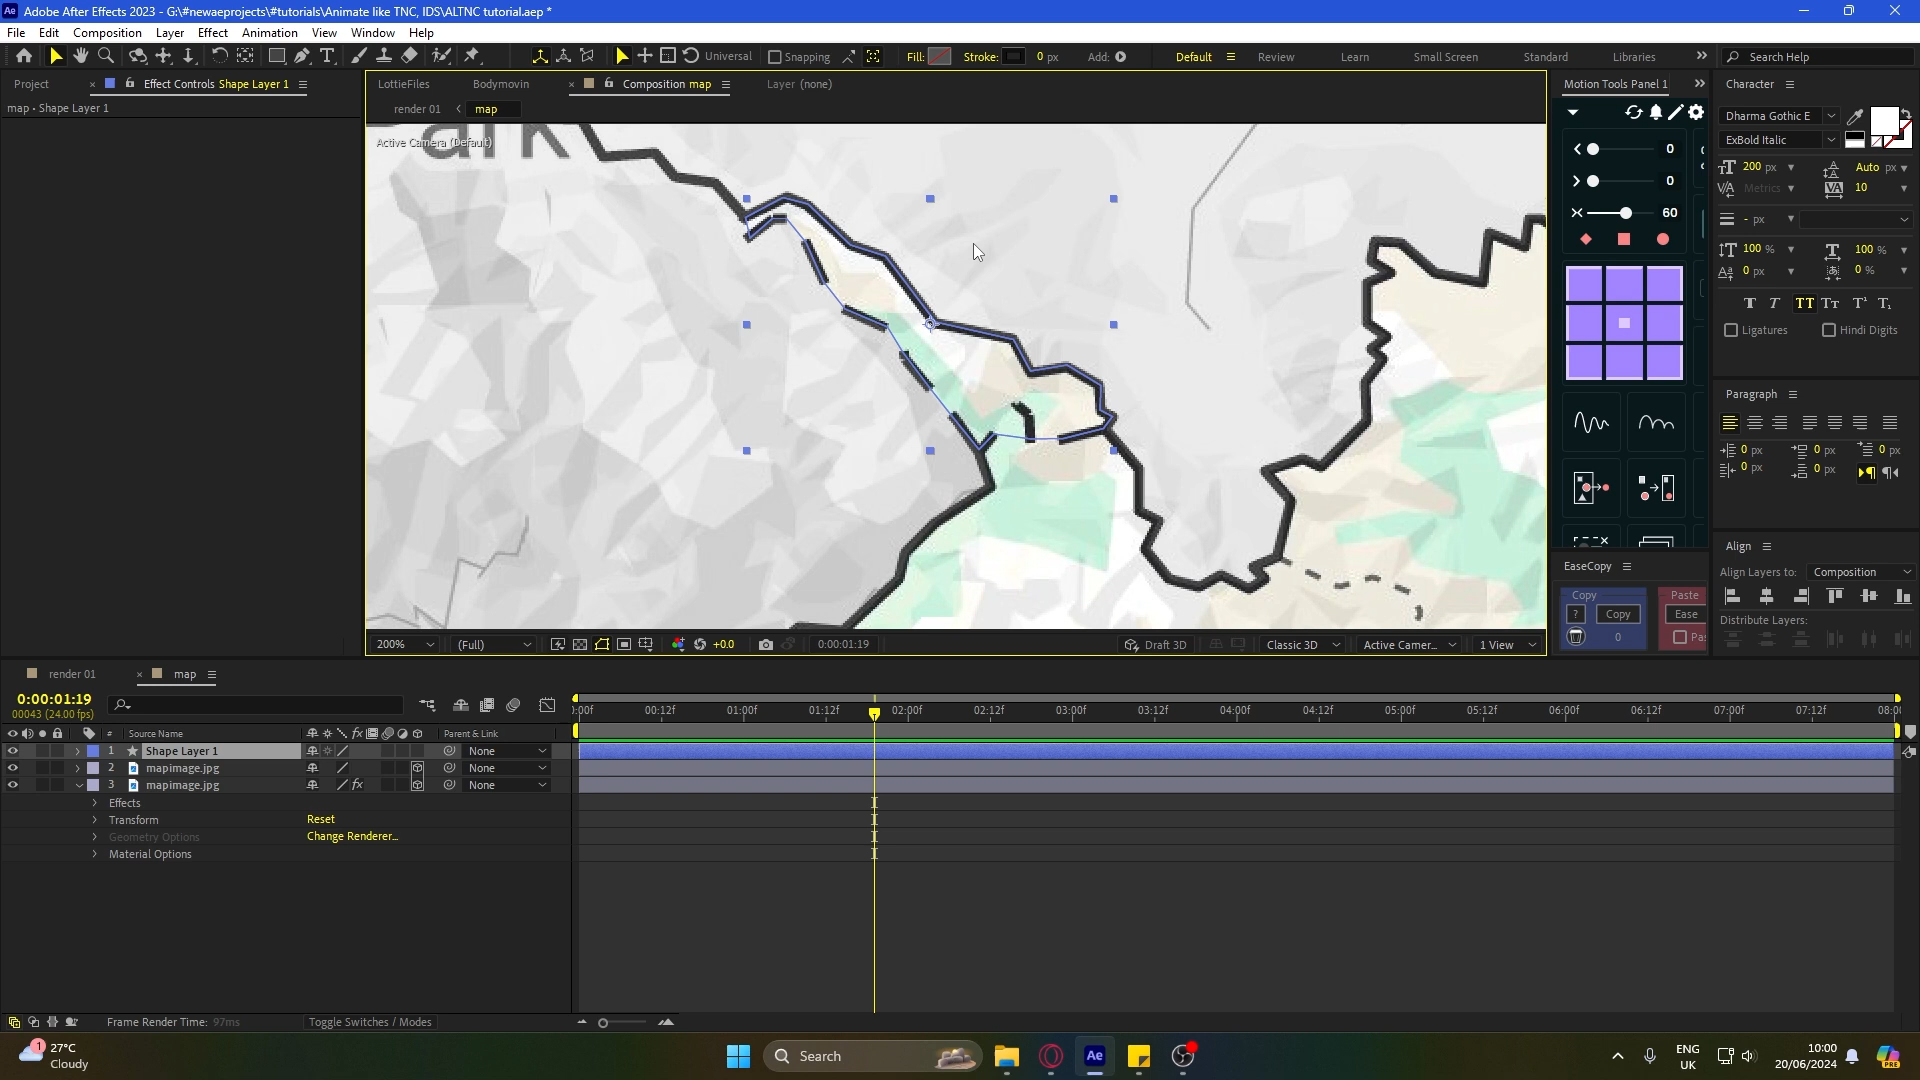 Adobe After Effects 2023 - G:\#newaeprojects\#tutorials\Animate like TNC, IDS\ALTNC tutorial.aep *
File Edit Composition Layer Effect Animation View Window Help
Universal Snapping Fill: Stroke: 0 px Add: Default Review Learn Small Screen Standard Libraries Search Help
Project Effect Controls Shape Layer 1
map • Shape Layer 1
LottieFiles Bodymovin Composition map Layer (none)
render 01 map
Active Camera (Default)
ark
200% (Full) +0.0 0:00:01:19 Draft 3D Classic 3D Active Camer... 1 View
Motion Tools Panel 1
0
0
60
EaseCopy
Copy Paste
? Copy Ease
0 Pas
Character
Dharma Gothic E
ExBold Italic
200 px Auto px
Metrics 10
- px
100 % 100 %
0 px 0 %
Ligatures Hindi Digits
Paragraph
0 px 0 px 0 px
0 px 0 px
Align
Align Layers to: Composition
Distribute Layers:
render 01 map
0:00:01:19
00043 (24.00 fps)
:00f 00:12f 01:00f 01:12f 02:00f 02:12f 03:00f 03:12f 04:00f 04:12f 05:00f 05:12f 06:00f 06:12f 07:00f 07:12f 08:0
# Source Name Parent & Link
1 Shape Layer 1 None
2 mapimage.jpg None
3 mapimage.jpg None
Effects
Transform Reset
Geometry Options Change Renderer...
Material Options
Frame Render Time: 97ms Toggle Switches / Modes
1 27°C
Cloudy
Search
Ae
ENG
UK
10:00
20/06/2024
PRE